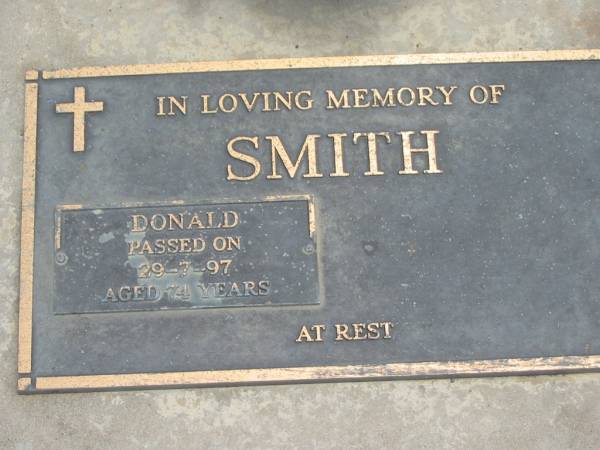 IN LOVING MEMORY OF
SMITH
DONALD
PASSED ON
29-7-97
AGED 74 YEARS
AT REST